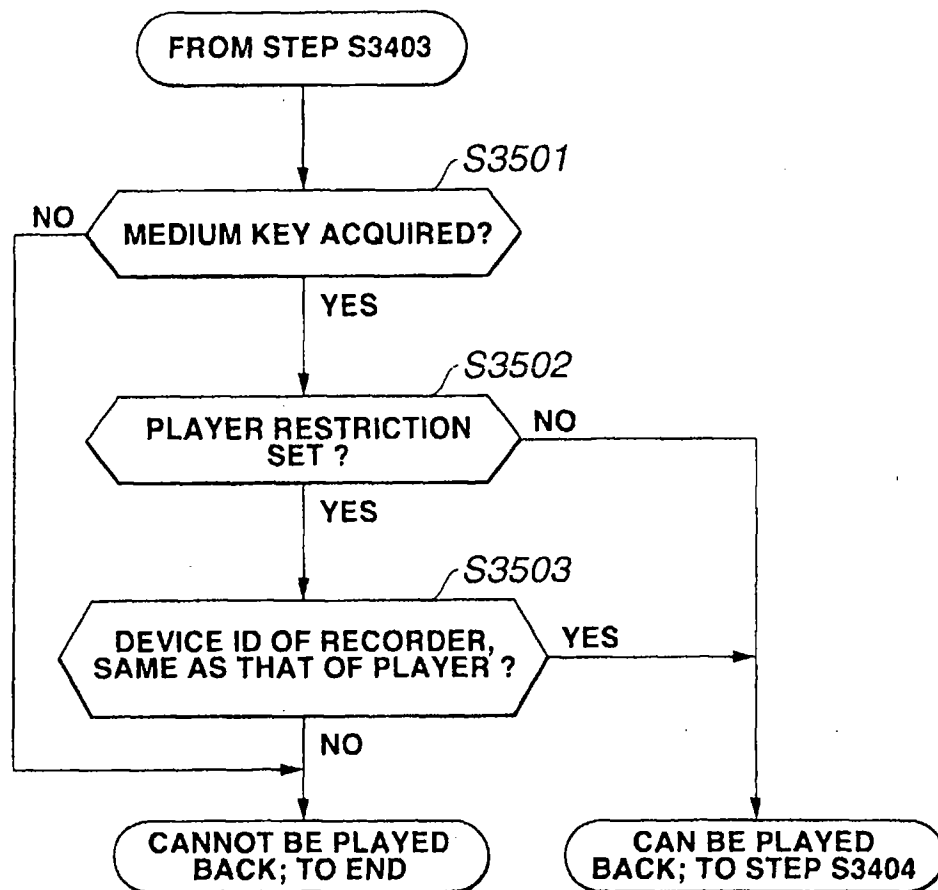 FROM STEP S3403
S3501
NO
MEDIUM KEY ACQUIRED?
YES
S3502
PLAYER RESTRICTION
SET ?
NO
YES
S3503
DEVICE ID OF RECORDER,
SAME AS THAT OF PLAYER ?
YES
NO
CANNOT BE PLAYED
BACK; TO END
CAN BE PLAYED
BACK; TO STEP S3404